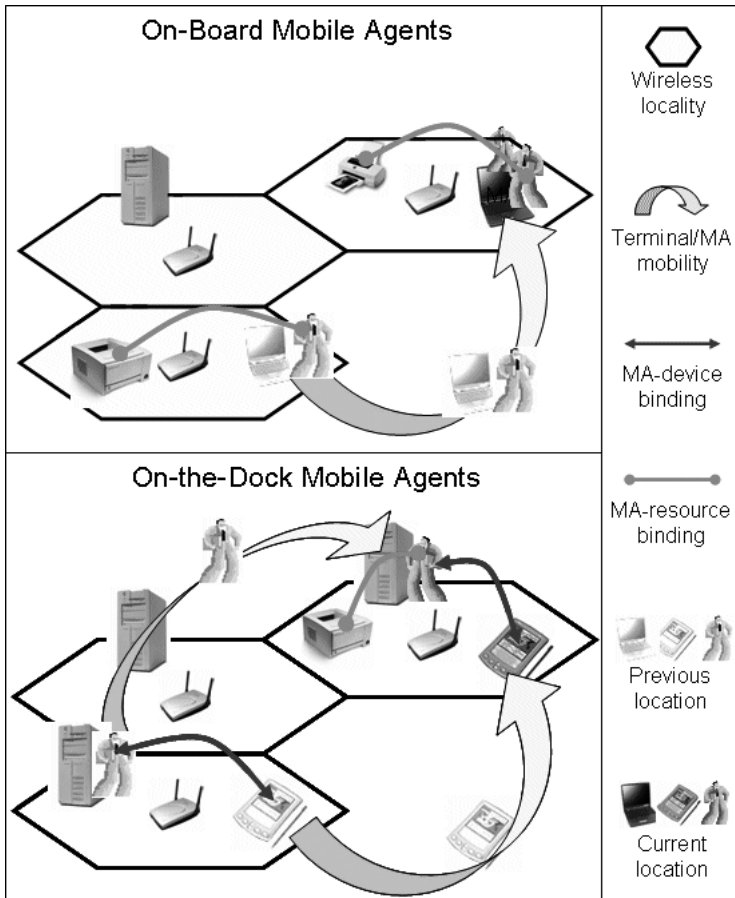 On-Board Mobile Agents
On-the-Dock Mobile Agents
Wireless
locality
Terminal/MA
mobility
MA-device
binding
MA-resource
binding
Previous
location
Current
location